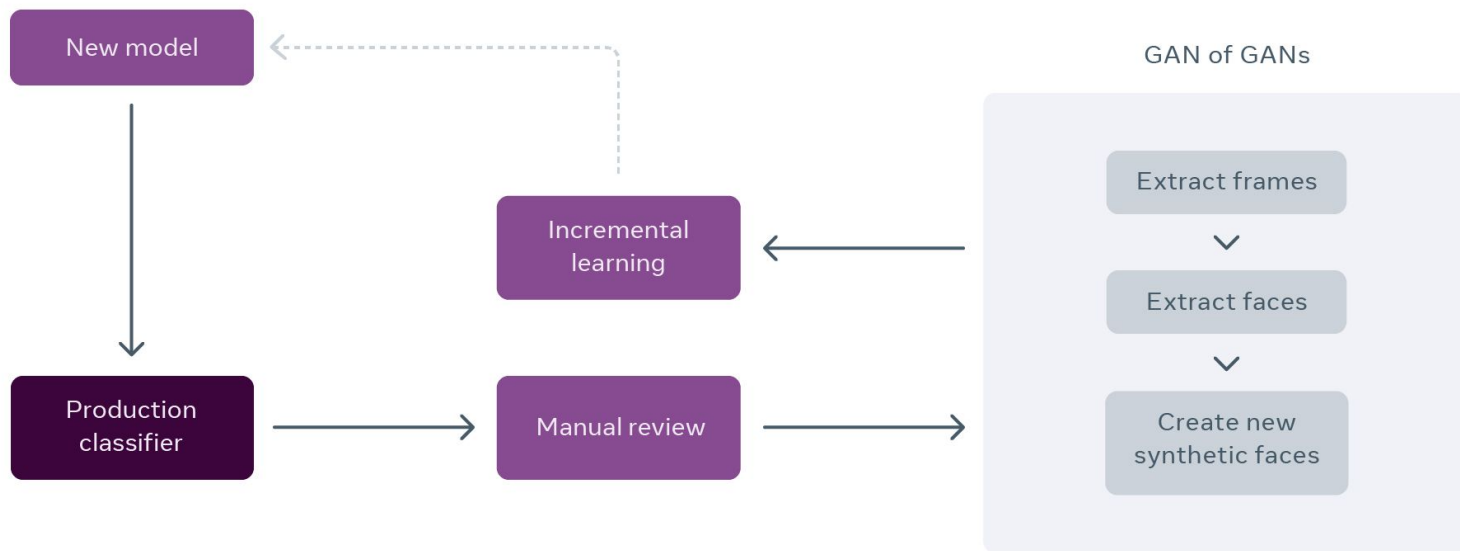 New model
GAN of GANs
Extract frames
Incremental
learning
Extract faces
Production
classifier
Manual review
Create new
synthetic faces